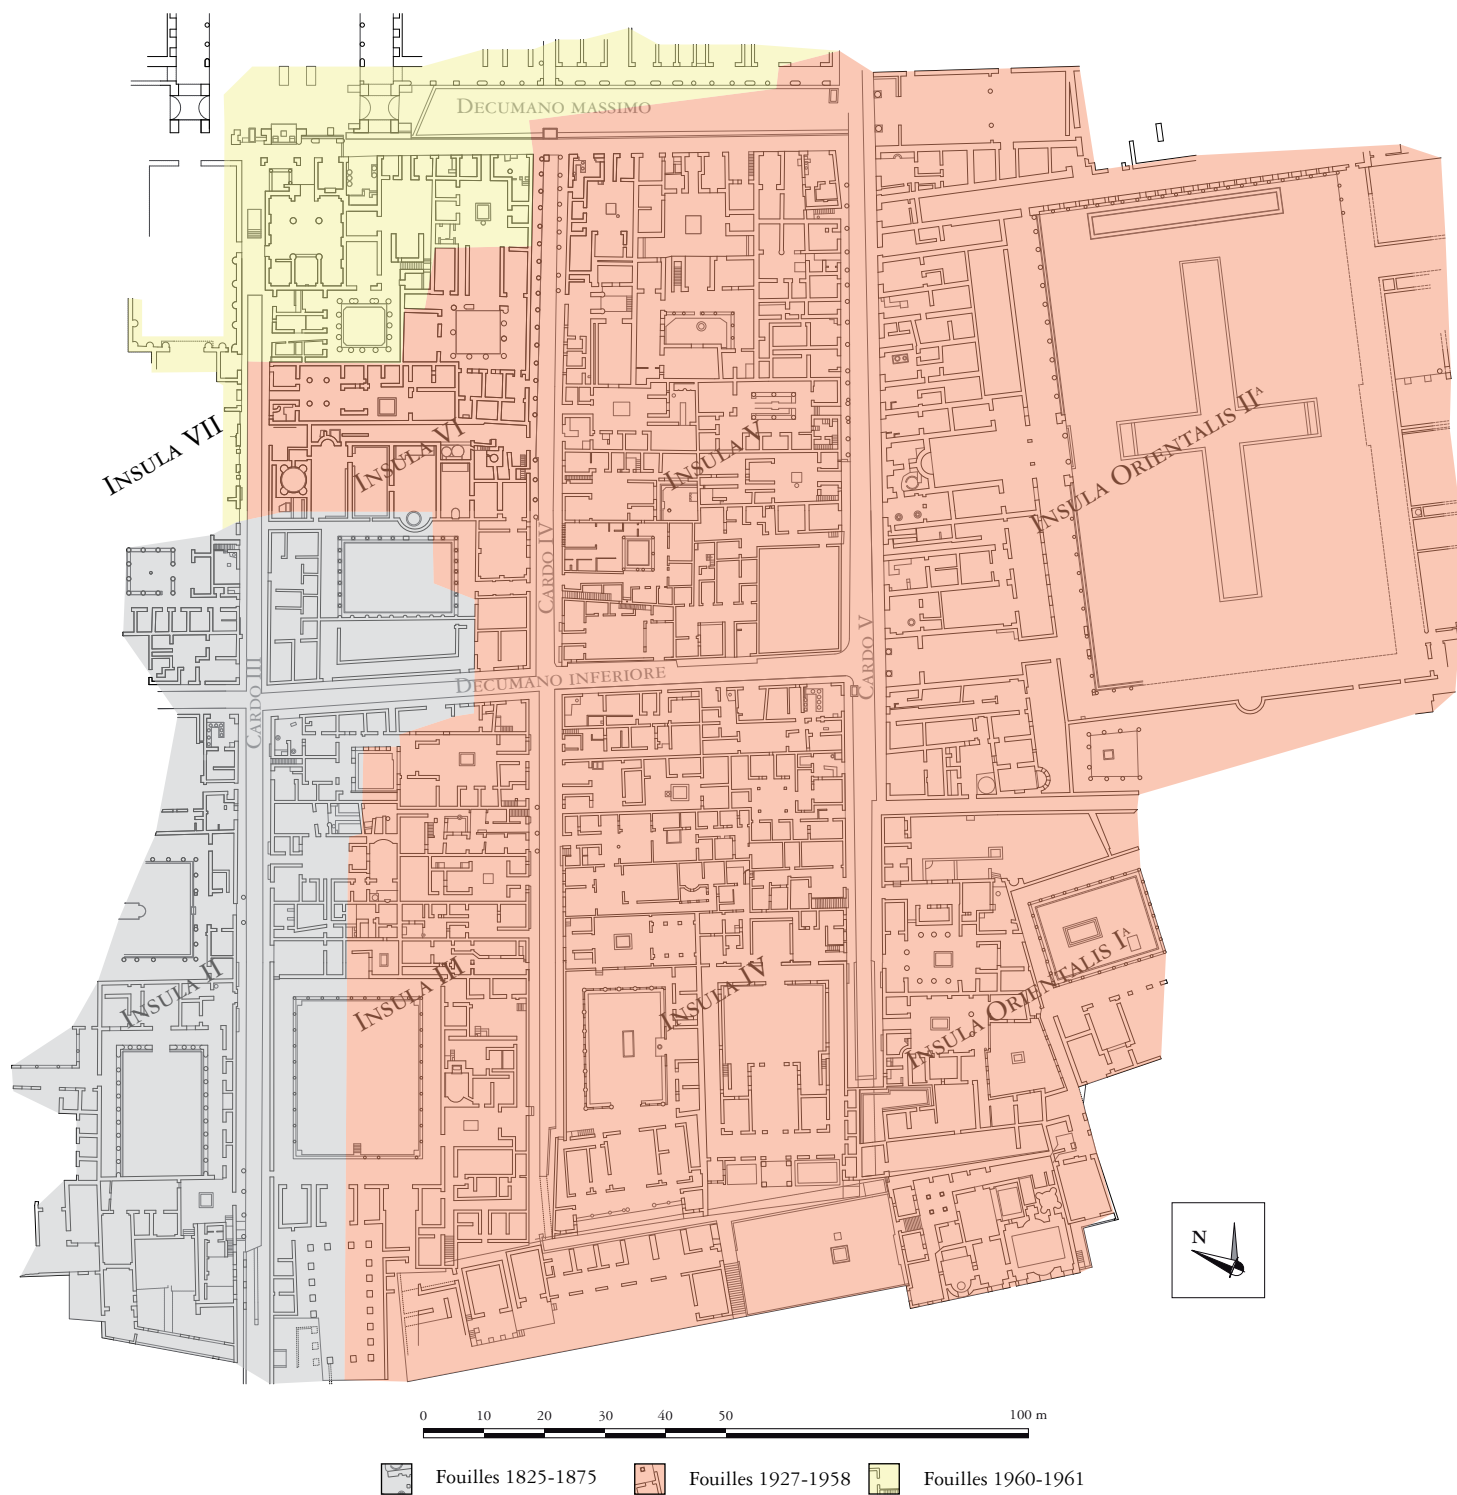 DECUMANO MASSIMO
INSULA VII
INSULA VI
INSULA V
INSULA ORIENTALIS IIA
CARDO IV
CARDO V
CARDO III
DECUMANO INFERIORE
INSULA II
INSULA III
INSULA IV
INSULA ORIENTALIS IA
N
0 10 20 30 40 50 100 m
Fouilles 1825-1875 Fouilles 1927-1958 Fouilles 1960-1961